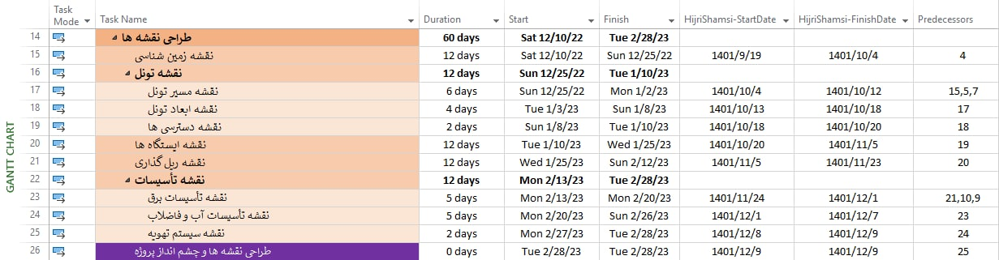 Task Mode Task Name Duration Start Finish HijriShamsi-StartDate HijriShamsi-FinishDate Predecessors
14 طراحی نقشه ها 60 days Sat 12/10/22 Tue 2/28/23
15 نقشه زمین شناسی 12 days Sat 12/10/22 Sun 12/25/22 1401/9/19 1401/10/4 4
16 نقشه تونل 12 days Sun 12/25/22 Tue 1/10/23
17 نقشه مسیر تونل 6 days Sun 12/25/22 Mon 1/2/23 1401/10/4 1401/10/12 15,5,7
18 نقشه ابعاد تونل 4 days Tue 1/3/23 Sun 1/8/23 1401/10/13 1401/10/18 17
19 نقشه دسترسی ها 2 days Sun 1/8/23 Tue 1/10/23 1401/10/18 1401/10/20 18
20 نقشه ایستگاه ها 12 days Tue 1/10/23 Wed 1/25/23 1401/10/20 1401/11/5 19
21 نقشه ریل گذاری 12 days Wed 1/25/23 Sun 2/12/23 1401/11/5 1401/11/23 20
22 نقشه تأسیسات 12 days Mon 2/13/23 Tue 2/28/23
23 نقشه تأسیسات برق 5 days Mon 2/13/23 Mon 2/20/23 1401/11/24 1401/12/1 21,10,9
24 نقشه تأسیسات آب و فاضلاب 5 days Mon 2/20/23 Sun 2/26/23 1401/12/1 1401/12/7 23
25 نقشه سیستم تهویه 2 days Mon 2/27/23 Tue 2/28/23 1401/12/8 1401/12/9 24
26 طراحی نقشه ها و چشم انداز پروژه 0 days Tue 2/28/23 Tue 2/28/23 1401/12/9 1401/12/9 25
GANTT CHART